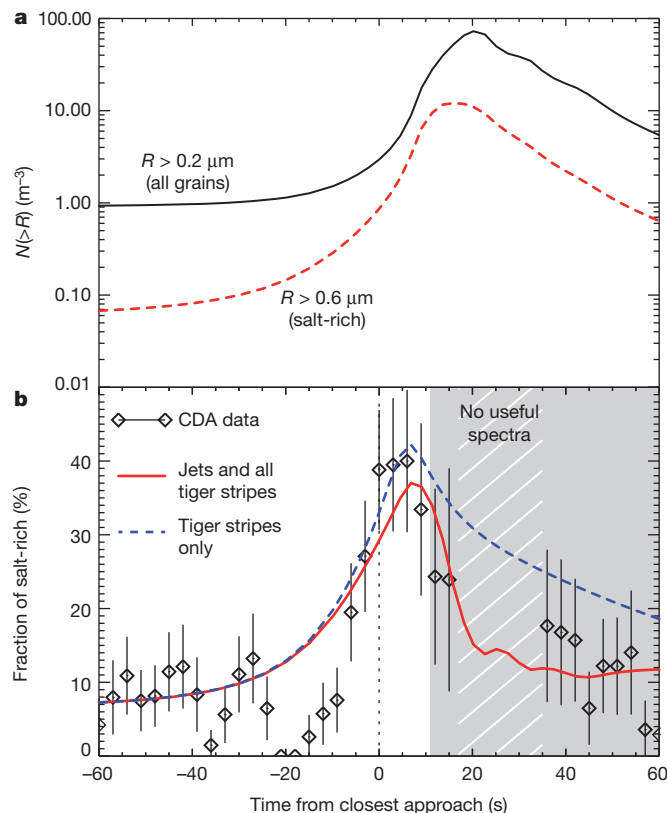 a
100.00
10.00
1.00
0.10
0.01
N(>R) (m⁻³)
R > 0.2 μm
(all grains)
R > 0.6 μm
(salt-rich)
b
CDA data
Jets and all
tiger stripes
Tiger stripes
only
No useful
spectra
40
30
20
10
0
Fraction of salt-rich (%)
−60
−40
−20
0
20
40
60
Time from closest approach (s)